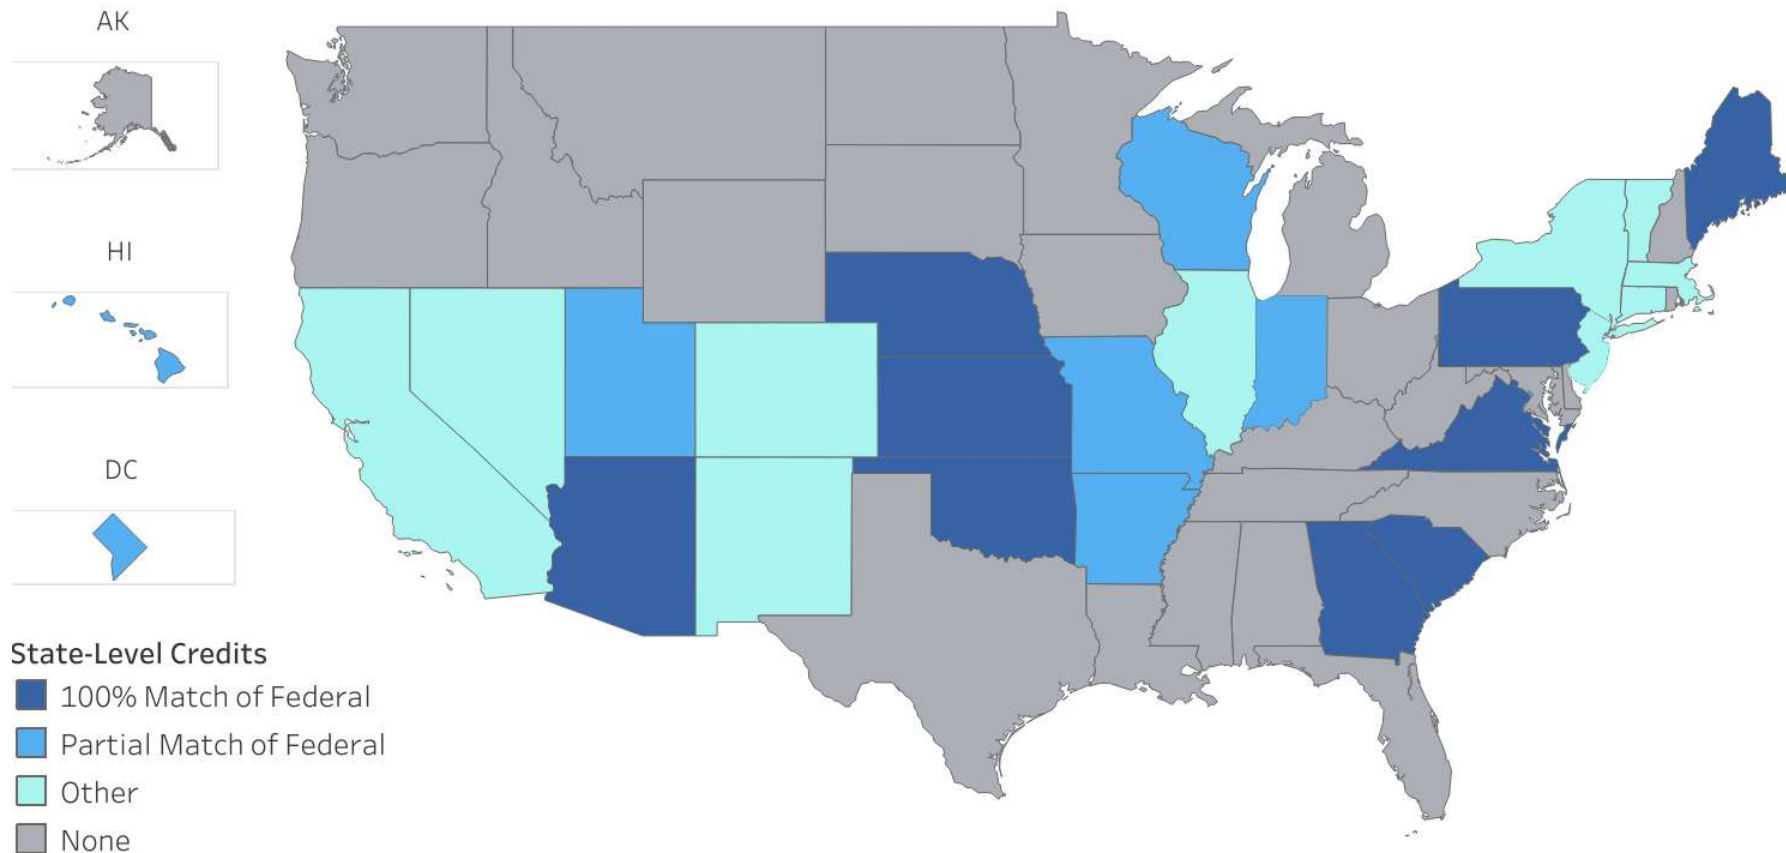 AK
HI
DC
State-Level Credits
100% Match of Federal
Partial Match of Federal
Other
None